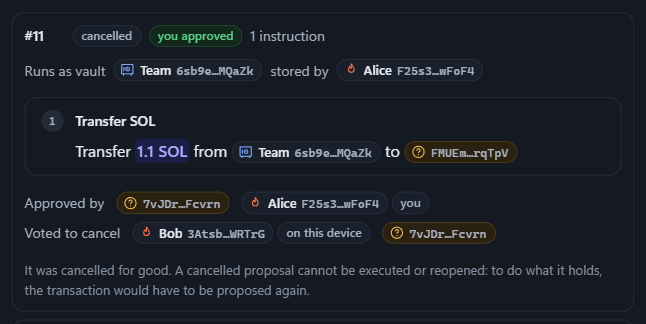 #11 cancelled you approved 1 instruction
Runs as vault Team 6sb9e…MQaZk stored by Alice F25s3…wFoF4
1 Transfer SOL
Transfer 1.1 SOL from Team 6sb9e…MQaZk to FMUEm…rqTpV
Approved by 7vJDr…Fcvrn Alice F25s3…wFoF4 you
Voted to cancel Bob 3Atsb…WRTrG on this device 7vJDr…Fcvrn
It was cancelled for good. A cancelled proposal cannot be executed or reopened: to do what it holds,
the transaction would have to be proposed again.